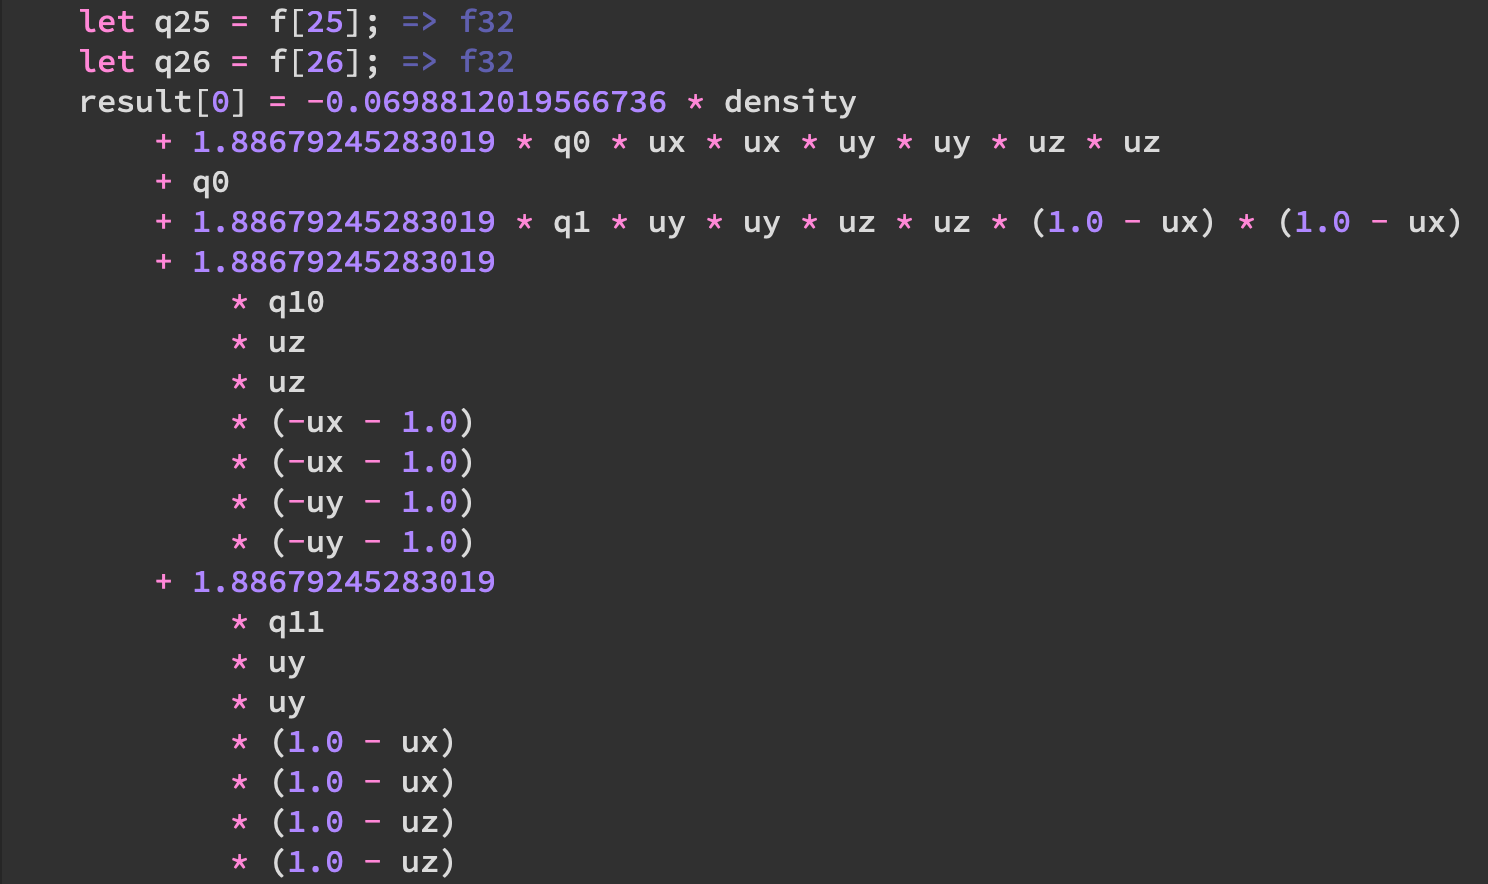 let q25 = f[25]; => f32
let q26 = f[26]; => f32
result[0] = -0.0698812019566736 * density
+ 1.88679245283019 * q0 * ux * ux * uy * uy * uz * uz
+ q0
+ 1.88679245283019 * q1 * uy * uy * uz * uz * (1.0 - ux) * (1.0 - ux)
+ 1.88679245283019
* q10
* uz
* uz
* (-ux - 1.0)
* (-ux - 1.0)
* (-uy - 1.0)
* (-uy - 1.0)
+ 1.88679245283019
* q11
* uy
* uy
* (1.0 - ux)
* (1.0 - ux)
* (1.0 - uz)
* (1.0 - uz)